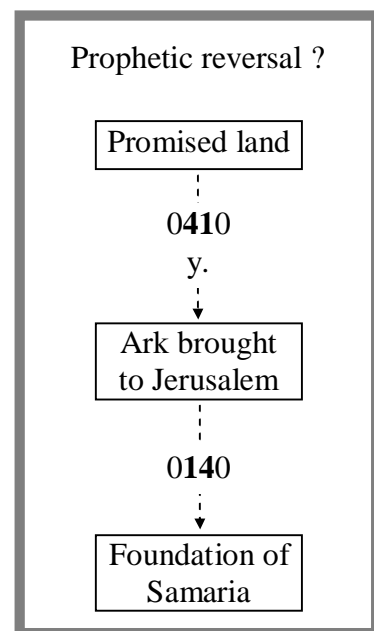 Prophetic reversal ?
Promised land
0410
y.
Ark brought
to Jerusalem
0140
Foundation of
Samaria